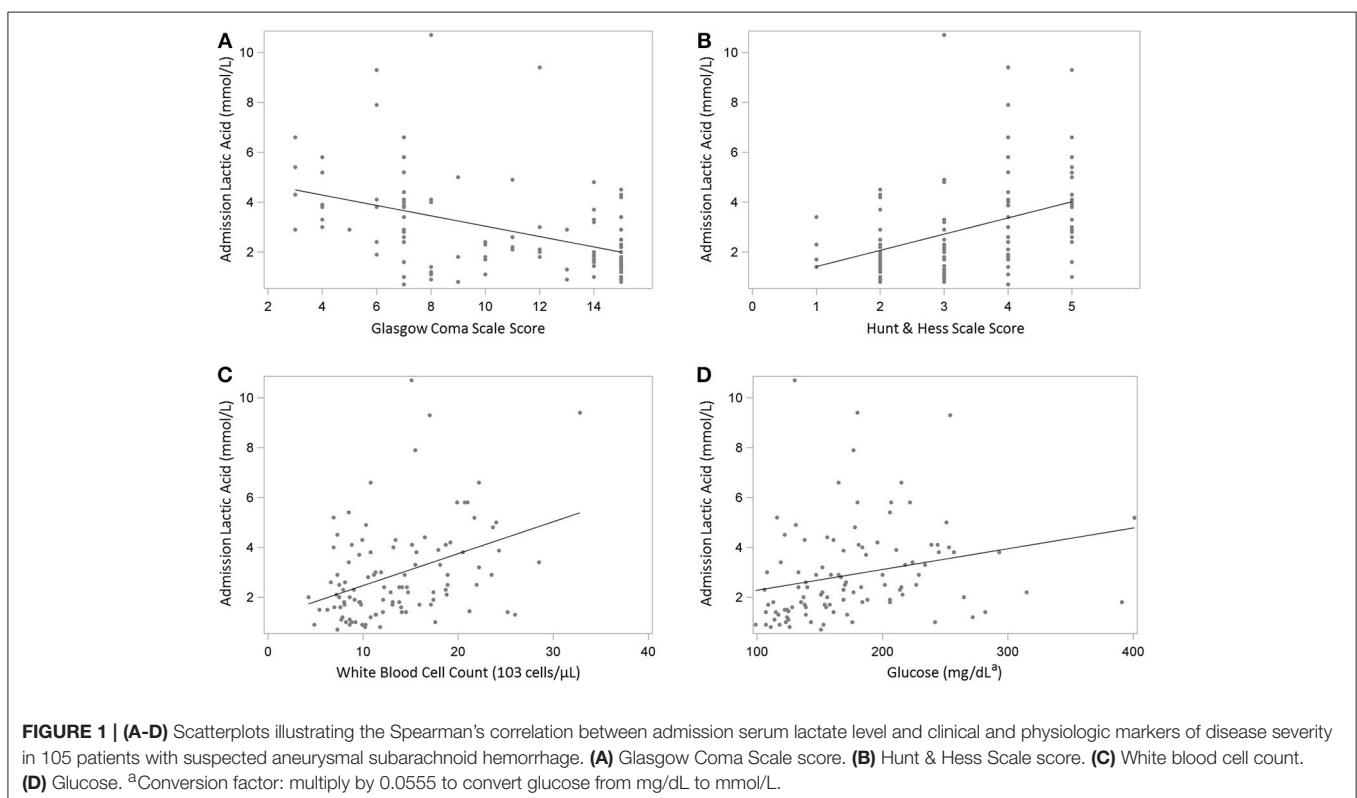 A
10
8
6
4
2
Admission Lactic Acid (mmol/L)
2 4 6 8 10 12 14
Glasgow Coma Scale Score
B
10
8
6
4
2
Admission Lactic Acid (mmol/L)
0 1 2 3 4 5
Hunt & Hess Scale Score
C
10
8
6
4
2
Admission Lactic Acid (mmol/L)
0 10 20 30 40
White Blood Cell Count (103 cells/µL)
D
10
8
6
4
2
Admission Lactic Acid (mmol/L)
100 200 300 400
Glucose (mg/dLᵃ)
FIGURE 1 | (A-D) Scatterplots illustrating the Spearman's correlation between admission serum lactate level and clinical and physiologic markers of disease severity
in 105 patients with suspected aneurysmal subarachnoid hemorrhage. (A) Glasgow Coma Scale score. (B) Hunt & Hess Scale score. (C) White blood cell count.
(D) Glucose. ᵃConversion factor: multiply by 0.0555 to convert glucose from mg/dL to mmol/L.